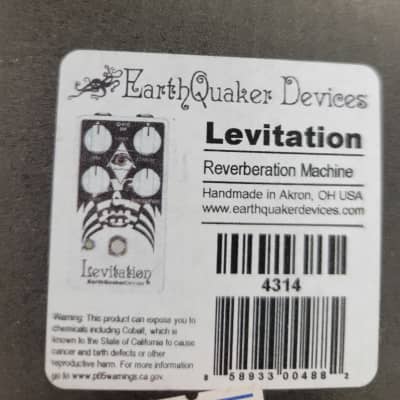 EarthQuaker Devices
Levitation
Reverberation Machine
Handmade in Akron, OH USA
www.earthquakerdevices.com
Levitation
EarthQuakerDevices
4314
Warning: This product can expose you to
chemicals including Cobalt, which is
known to the State of California to cause
cancer and birth defects or other
reproductive harm. For more information
go to www.p65warnings.ca.gov.
8 58933 00488 2